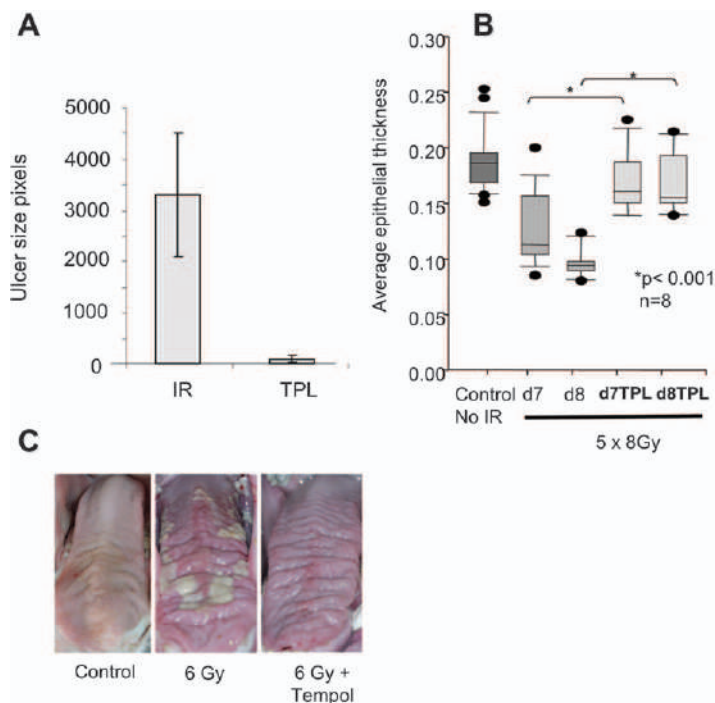 A
Ulcer size pixels
5000
4000
3000
2000
1000
0
IR TPL
B
Average epithelial thickness
0.30
0.25
0.20
0.15
0.10
0.05
0.00
*
*
*p< 0.001
n=8
Control d7 d8 d7TPL d8TPL
No IR
5 x 8Gy
C
Control 6 Gy 6 Gy +
Tempol